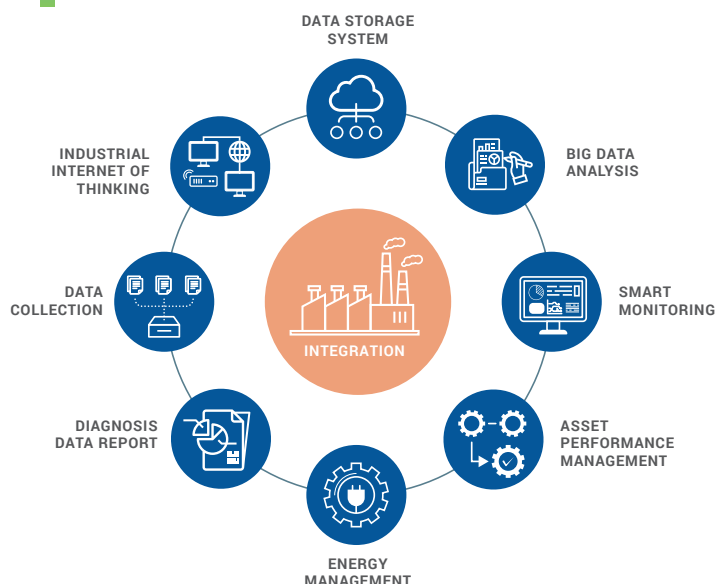 DATA STORAGE
SYSTEM
BIG DATA
ANALYSIS
SMART
MONITORING
ASSET
PERFORMANCE
MANAGEMENT
ENERGY
MANAGEMENT
DIAGNOSIS
DATA REPORT
DATA
COLLECTION
INDUSTRIAL
INTERNET OF
THINKING
INTEGRATION